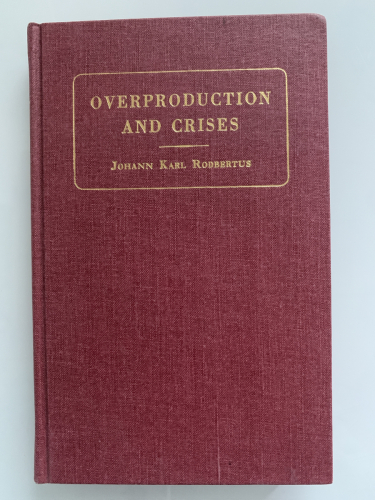 OVERPRODUCTION
AND CRISES
JOHANN KARL RODBERTUS